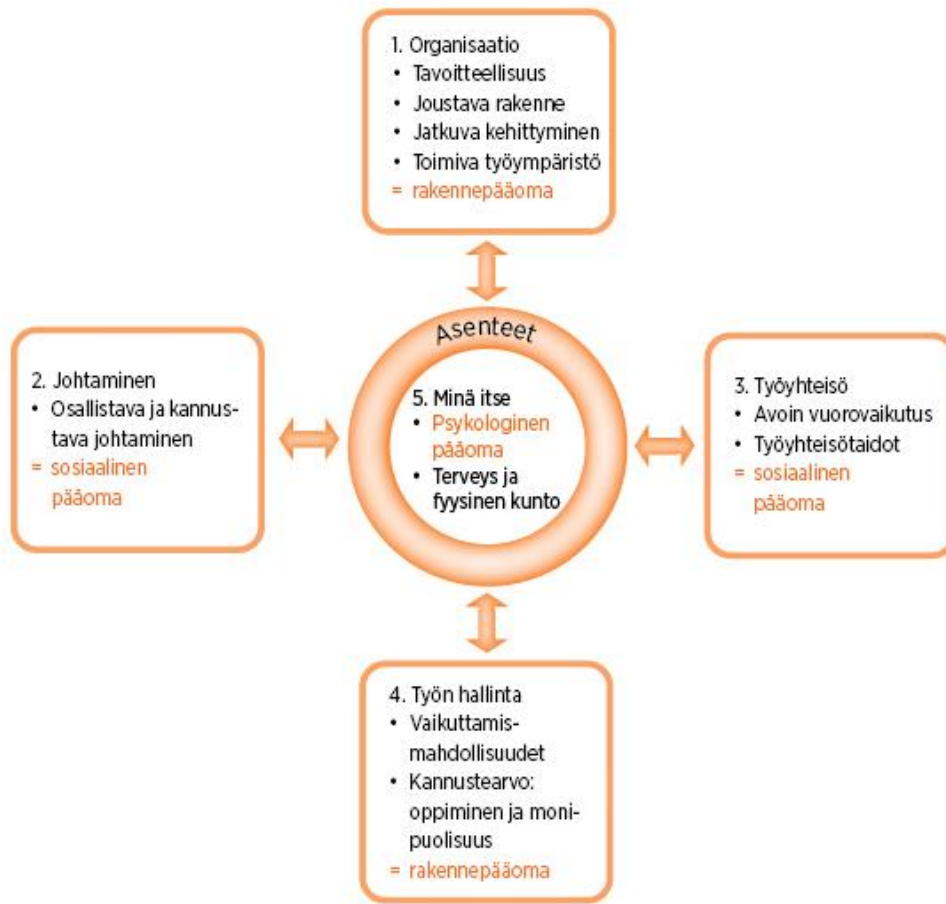 1. Organisaatio
• Tavoitteellisuus
• Joustava rakenne
• Jatkuva kehittyminen
• Toimiva työympäristö
= rakennepääoma
2. Johtaminen
• Osallistava ja kannus-
tava johtaminen
= sosiaalinen
pääoma
Asenteet
5. Minä itse
• Psykologinen
pääoma
• Terveys ja
fyysinen kunto
3. Työyhteisö
• Avoin vuorovaikutus
• Työyhteisötaidot
= sosiaalinen
pääoma
4. Työn hallinta
• Vaikuttamis-
mahdollisuudet
• Kannustearvo:
oppiminen ja moni-
puolisuus
= rakennepääoma